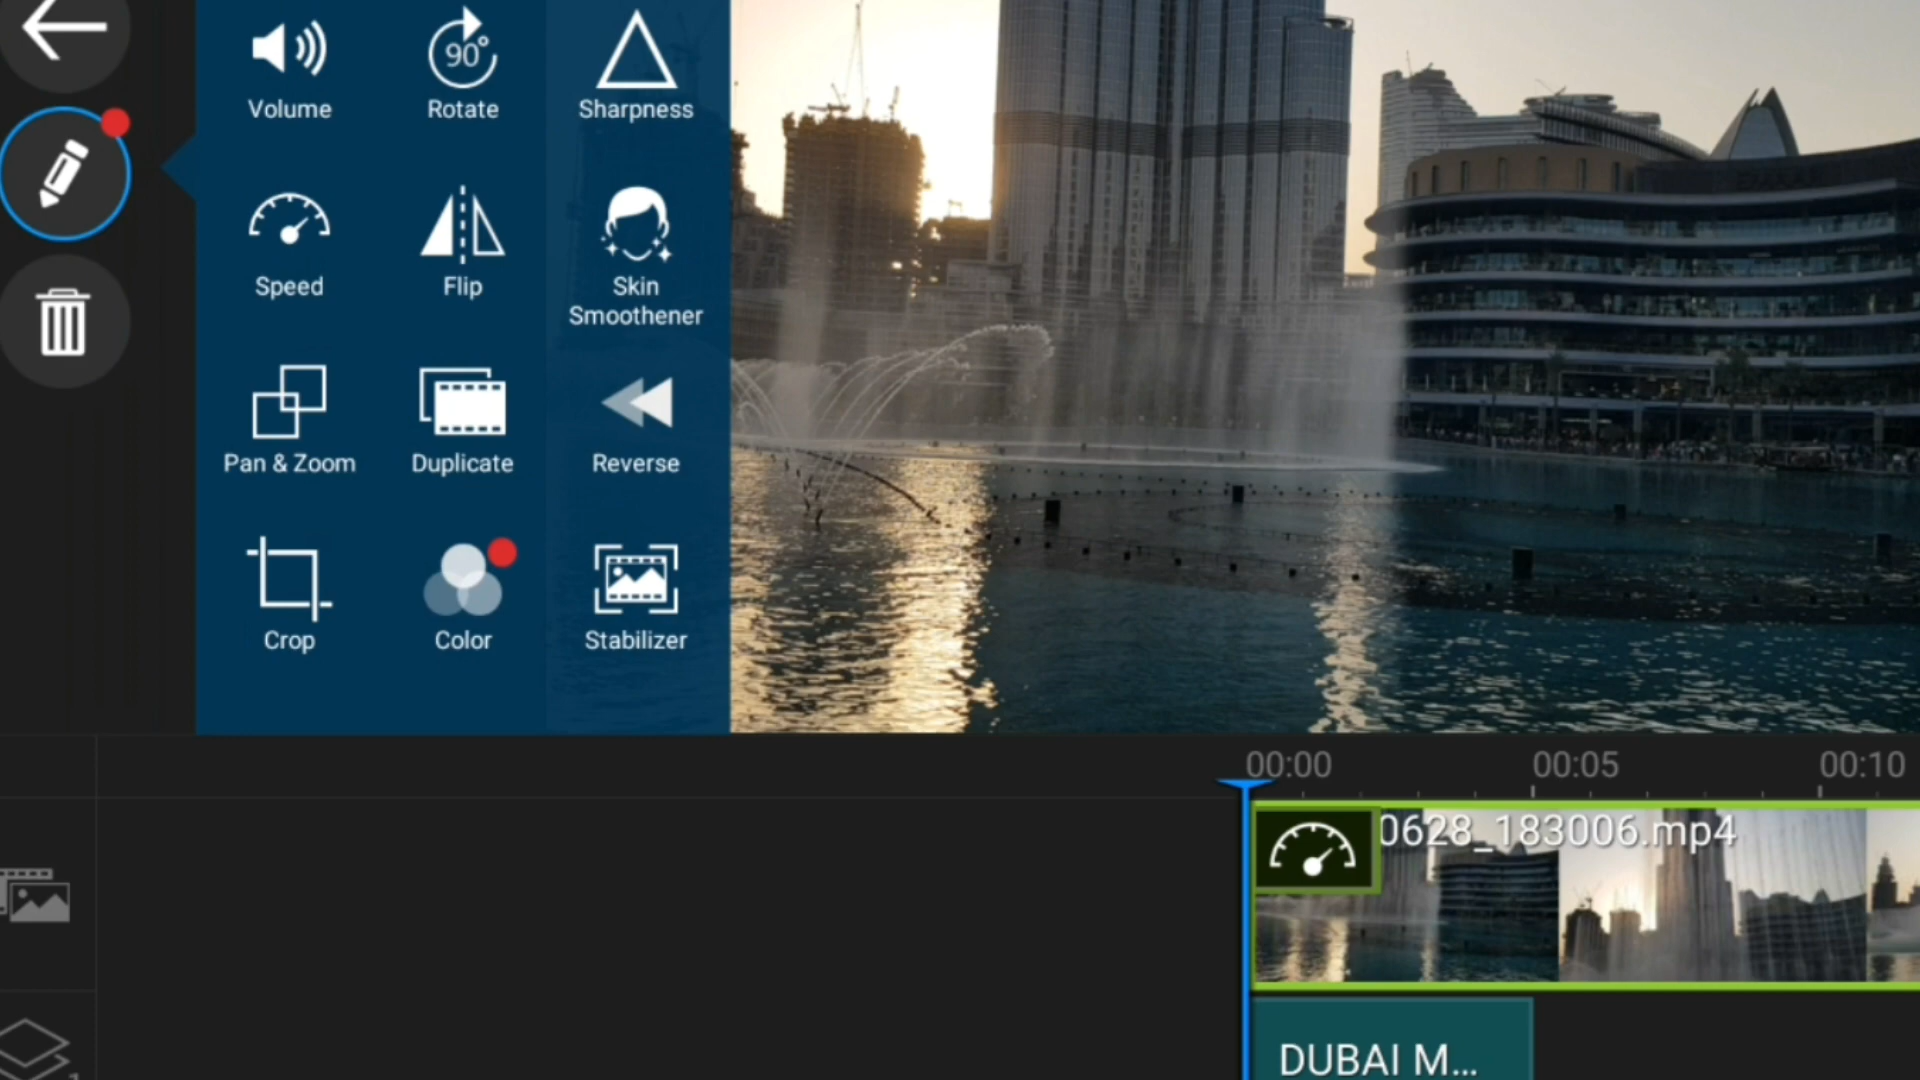 Volume
Rotate
90°
Sharpness
Speed
Flip
Skin
Smoothener
Pan & Zoom
Duplicate
Reverse
Crop
Color
Stabilizer
00:00
00:05
00:10
0628_183006.mp4
DUBAI M...